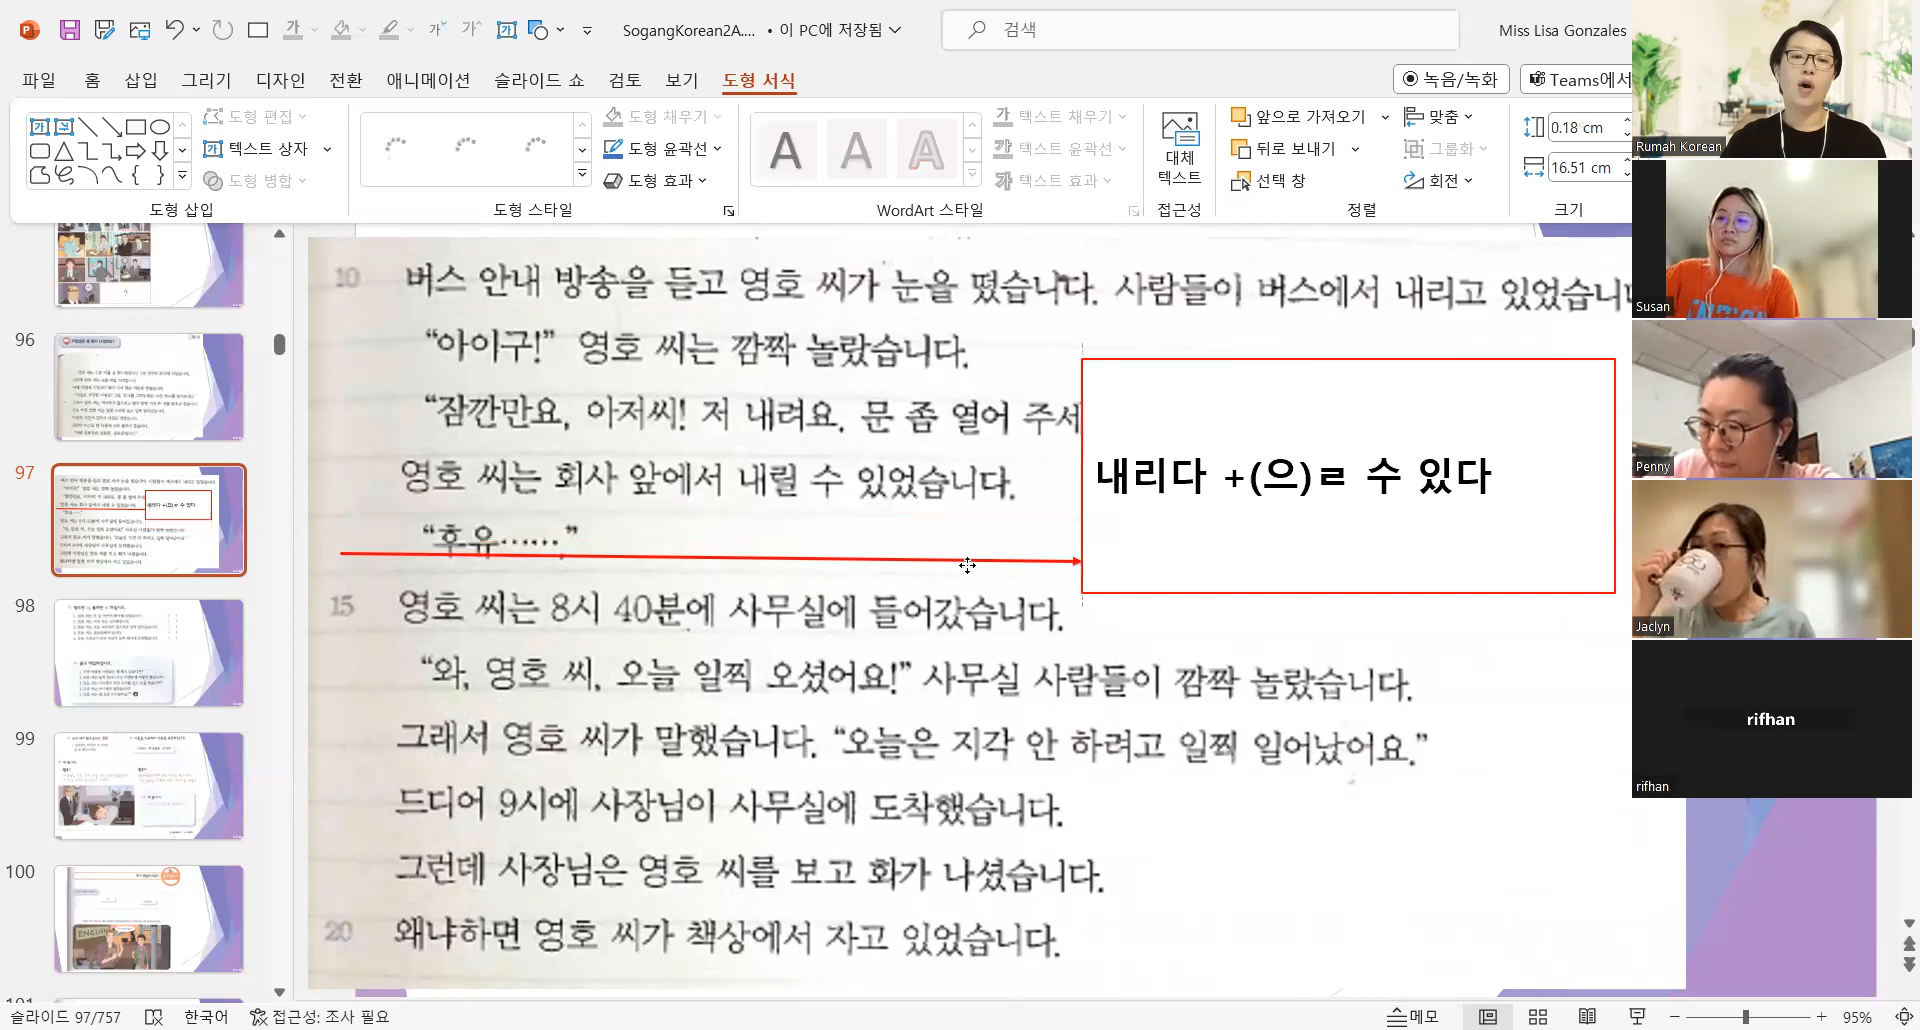 SogangKorean2A.... • 이 PC에 저장됨
검색
Miss Lisa Gonzales
파일 홈 삽입 그리기 디자인 전환 애니메이션 슬라이드 쇼 검토 보기 도형 서식
녹음/녹화 Teams에서
도형 편집
텍스트 상자
도형 병합
도형 삽입
도형 채우기
도형 윤곽선
도형 효과
도형 스타일
텍스트 채우기
텍스트 윤곽선
텍스트 효과
WordArt 스타일
대체
텍스트
접근성
앞으로 가져오기
뒤로 보내기
선택 창
맞춤
그룹화
회전
정렬
0.18 cm
16.51 cm
크기
96
97
98
99
100
10 버스 안내 방송을 듣고 영호 씨가 눈을 떴습니다. 사람들이 버스에서 내리고 있었습니
“아이구!” 영호 씨는 깜짝 놀랐습니다.
“잠깐만요, 아저씨! 저 내려요. 문 좀 열어 주세
영호 씨는 회사 앞에서 내릴 수 있었습니다.
“후유……,”
15 영호 씨는 8시 40분에 사무실에 들어갔습니다.
“와, 영호 씨, 오늘 일찍 오셨어요!” 사무실 사람들이 깜짝 놀랐습니다.
그래서 영호 씨가 말했습니다. “오늘은 지각 안 하려고 일찍 일어났어요.”
드디어 9시에 사장님이 사무실에 도착했습니다.
그런데 사장님은 영호 씨를 보고 화가 나셨습니다.
20 왜냐하면 영호 씨가 책상에서 자고 있었습니다.
내리다 +(으)ㄹ 수 있다
Rumah Korean
Susan
Penny
Jaclyn
rifhan
rifhan
슬라이드 97/757 한국어 접근성: 조사 필요
메모 95%